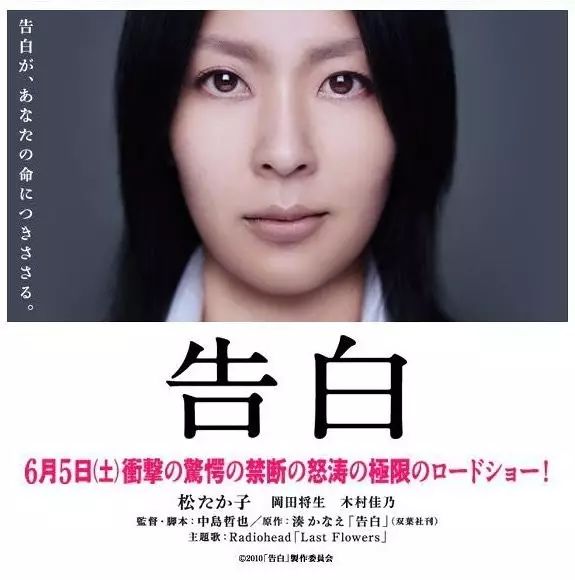 告白が、あなたの命につきささる。
告白
6月5日(土)衝撃の驚愕の禁断の怒涛の極限のロードショー!
松たか子 岡田将生 木村佳乃
監督・脚本:中島哲也/原作:湊かなえ「告白」(双葉社刊)
主題歌:Radiohead「Last Flowers」
©2010「告白」製作委員会